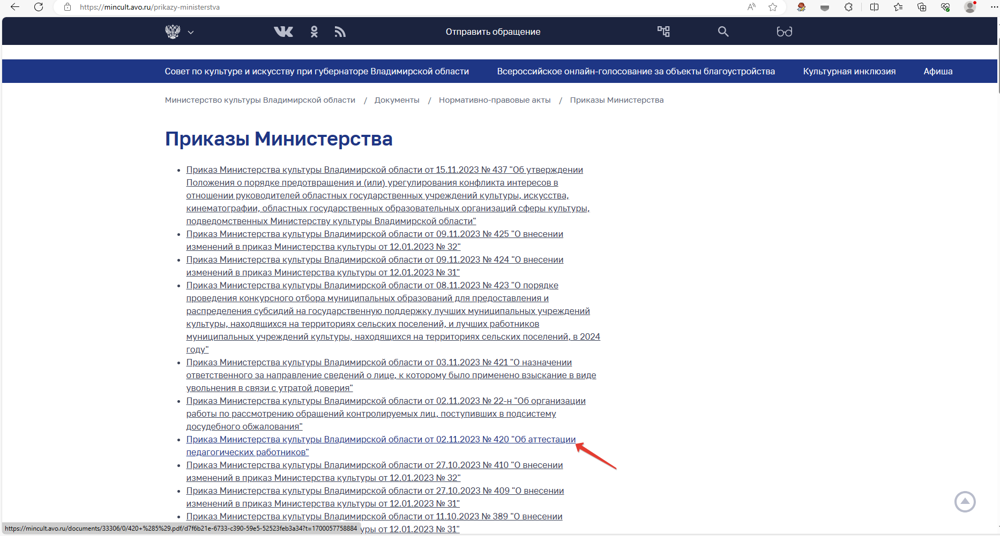 https://mincult.avo.ru/prikazy-ministerstva
Отправить обращение
Совет по культуре и искусству при губернаторе Владимирской области
Всероссийское онлайн-голосование за объекты благоустройства
Культурная инклюзия
Афиша
Министерство культуры Владимирской области / Документы / Нормативно-правовые акты / Приказы Министерства
Приказы Министерства
• Приказ Министерства культуры Владимирской области от 15.11.2023 № 437 "Об утверждении
Положения о порядке предотвращения и (или) урегулирования конфликта интересов в
отношении руководителей областных государственных учреждений культуры, искусства,
кинематографии, областных государственных образовательных организаций сферы культуры,
подведомственных Министерству культуры Владимирской области"
• Приказ Министерства культуры Владимирской области от 09.11.2023 № 425 "О внесении
изменений в приказ Министерства культуры от 12.01.2023 № 32"
• Приказ Министерства культуры Владимирской области от 09.11.2023 № 424 "О внесении
изменений в приказ Министерства культуры от 12.01.2023 № 31"
• Приказ Министерства культуры Владимирской области от 08.11.2023 № 423 "О порядке
проведения конкурсного отбора муниципальных образований для предоставления и
распределения субсидий на государственную поддержку лучших муниципальных учреждений
культуры, находящихся на территориях сельских поселений, и лучших работников
муниципальных учреждений культуры, находящихся на территориях сельских поселений, в 2024
году"
• Приказ Министерства культуры Владимирской области от 03.11.2023 № 421 "О назначении
ответственного за направление сведений о лице, к которому было применено взыскание в виде
увольнения в связи с утратой доверия"
• Приказ Министерства культуры Владимирской области от 02.11.2023 № 22-н "Об организации
работы по рассмотрению обращений контролируемых лиц, поступивших в подсистему
досудебного обжалования"
• Приказ Министерства культуры Владимирской области от 02.11.2023 № 420 "Об аттестации
педагогических работников"
• Приказ Министерства культуры Владимирской области от 27.10.2023 № 410 "О внесении
изменений в приказ Министерства культуры от 12.01.2023 № 32"
• Приказ Министерства культуры Владимирской области от 27.10.2023 № 409 "О внесении
изменений в приказ Министерства культуры от 12.01.2023 № 31"
• Приказ Министерства культуры Владимирской области от 11.10.2023 № 389 "О внесении
уры от 12.01.2023 № 31"
https://mincult.avo.ru/documents/33306/0/420+%285%29.pdf/d7f6b21e-6733-c390-59e5-52523feb3a34?t=1700057758884